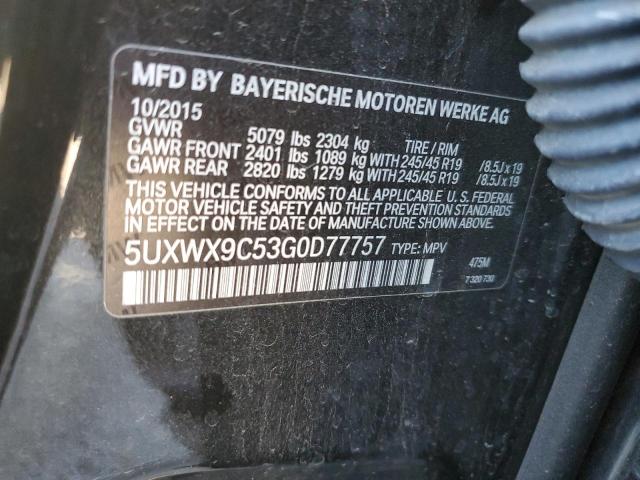 MFD BY BAYERISCHE MOTOREN WERKE AG
10/2015
GVWR 5079 lbs 2304 kg TIRE / RIM
GAWR FRONT 2401 lbs 1089 kg WITH 245/45 R19 /8.5J x 19
GAWR REAR 2820 lbs 1279 kg WITH 245/45 R19 /8.5J x 19
THIS VEHICLE CONFORMS TO ALL APPLICABLE U. S. FEDERAL
MOTOR VEHICLE SAFETY AND THEFT PREVENTION STANDARDS
IN EFFECT ON THE DATE OF MANUFACTURE SHOWN ABOVE
5UXWX9C53G0D77757 TYPE: MPV
475M
7 320 730